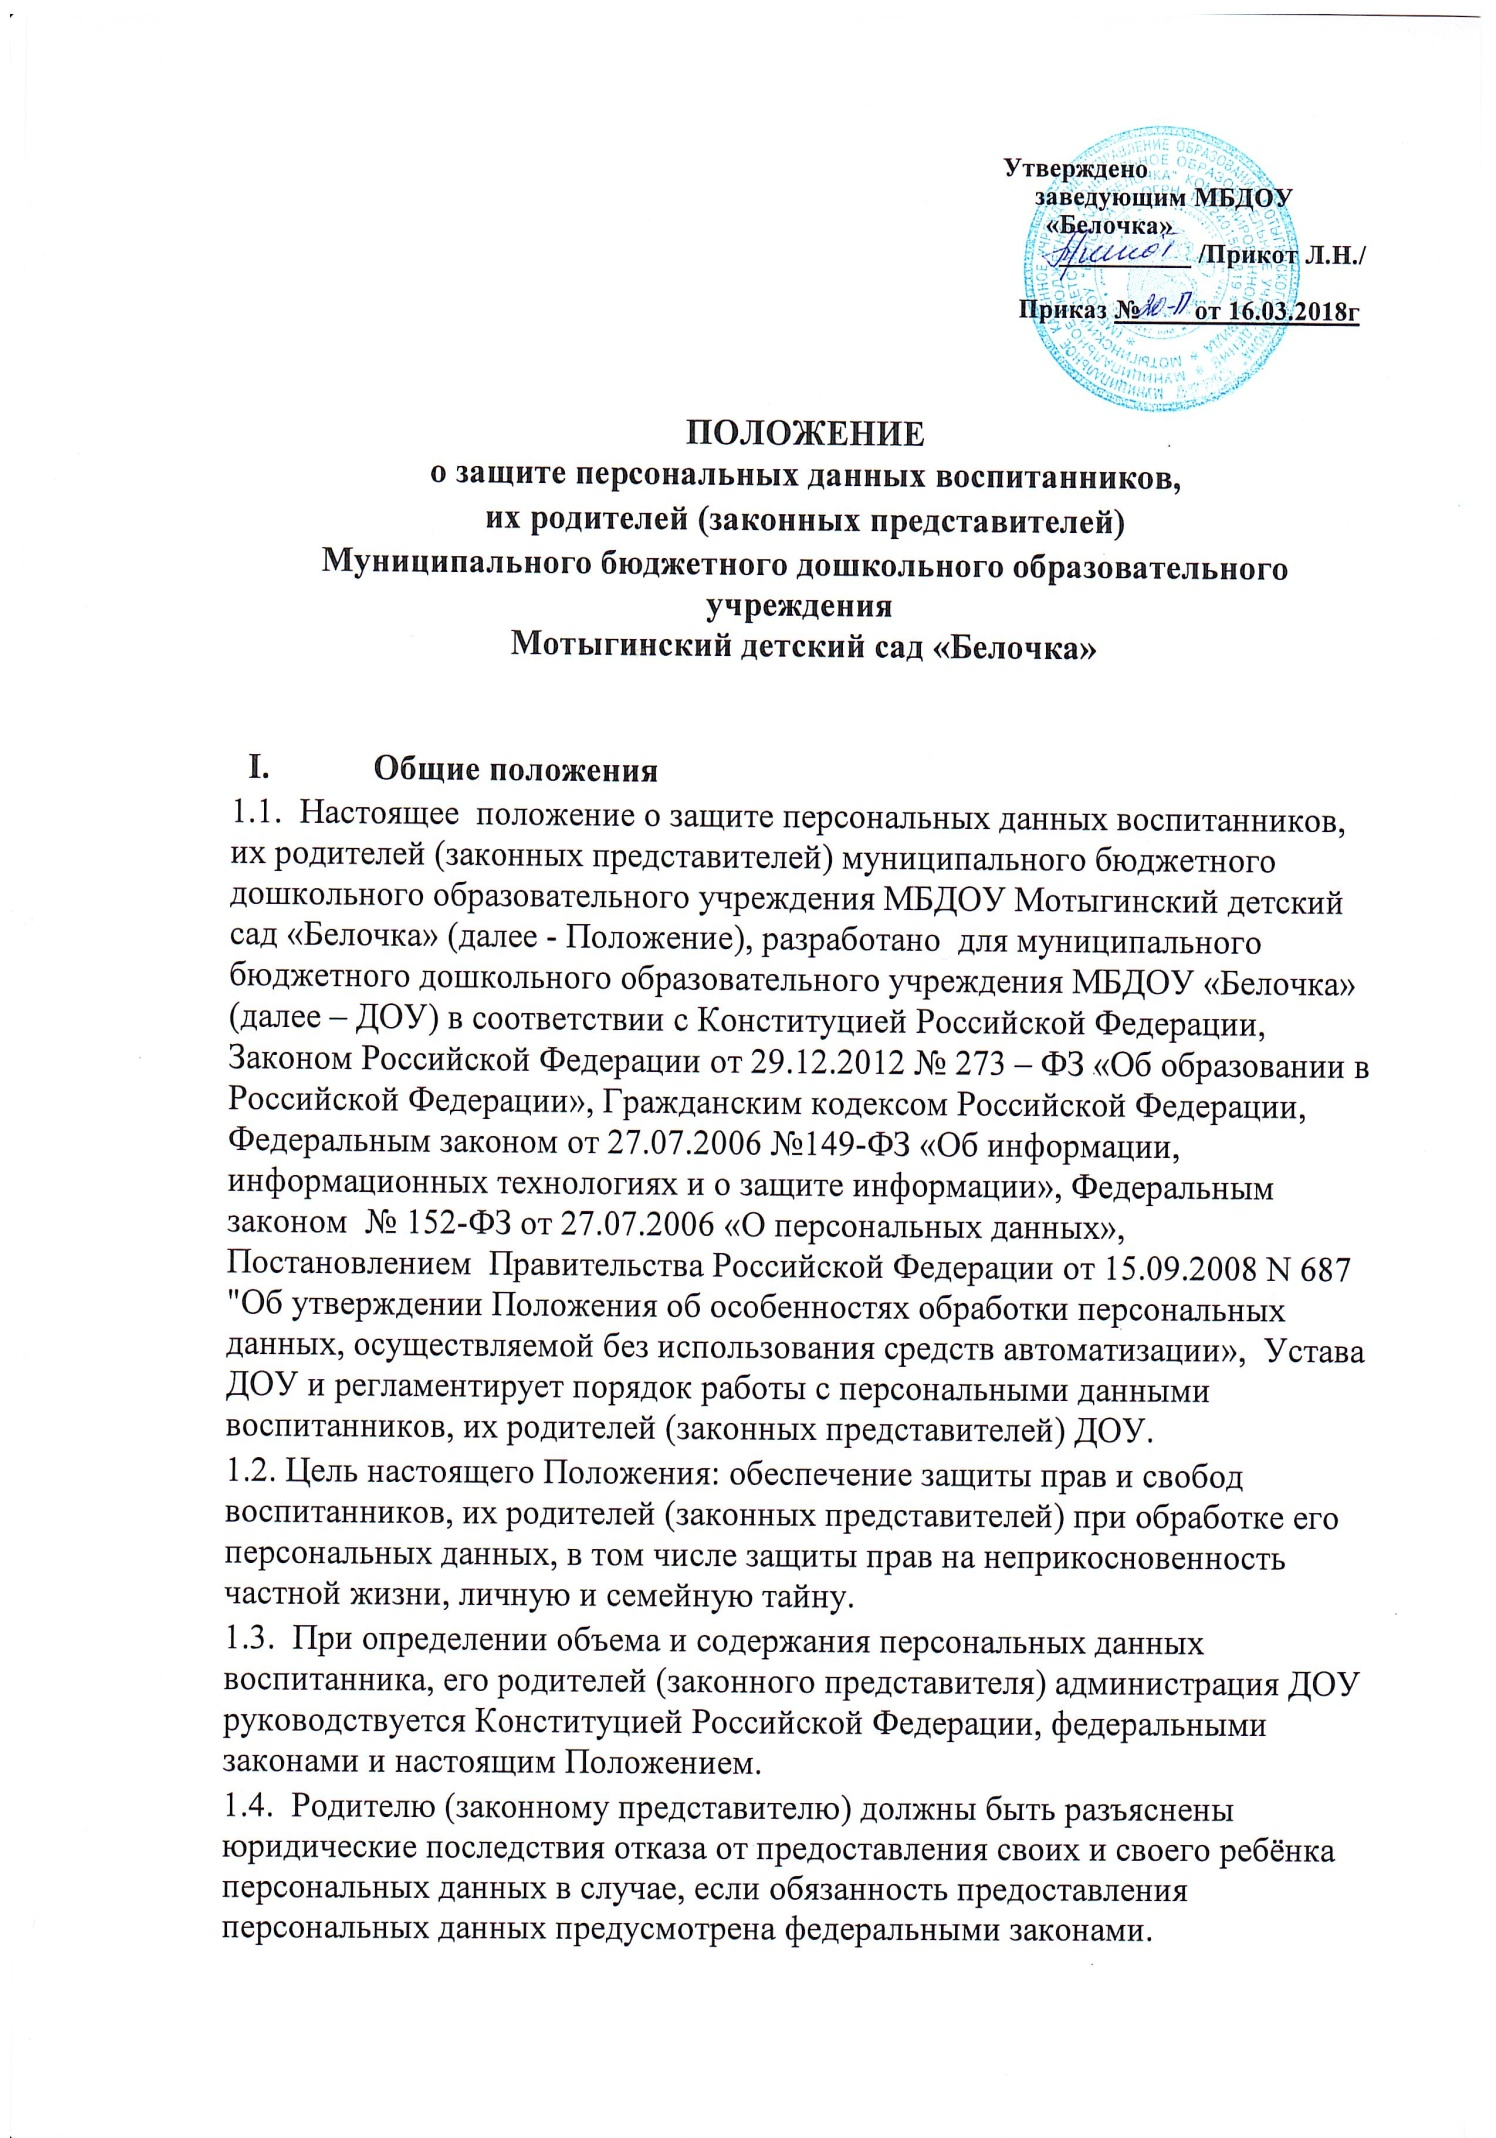 Утверждено
заведующим МБДОУ
«Белочка»
/Прикот Л.Н./
Приказ №20-П от 16.03.2018г
ПОЛОЖЕНИЕ
о защите персональных данных воспитанников,
их родителей (законных представителей)
Муниципального бюджетного дошкольного образовательного
учреждения
Мотыгинский детский сад «Белочка»
I. Общие положения
1.1. Настоящее положение о защите персональных данных воспитанников,
их родителей (законных представителей) муниципального бюджетного
дошкольного образовательного учреждения МБДОУ Мотыгинский детский
сад «Белочка» (далее - Положение), разработано для муниципального
бюджетного дошкольного образовательного учреждения МБДОУ «Белочка»
(далее – ДОУ) в соответствии с Конституцией Российской Федерации,
Законом Российской Федерации от 29.12.2012 № 273 – ФЗ «Об образовании в
Российской Федерации», Гражданским кодексом Российской Федерации,
Федеральным законом от 27.07.2006 №149-ФЗ «Об информации,
информационных технологиях и о защите информации», Федеральным
законом № 152-ФЗ от 27.07.2006 «О персональных данных»,
Постановлением Правительства Российской Федерации от 15.09.2008 N 687
"Об утверждении Положения об особенностях обработки персональных
данных, осуществляемой без использования средств автоматизации», Устава
ДОУ и регламентирует порядок работы с персональными данными
воспитанников, их родителей (законных представителей) ДОУ.
1.2. Цель настоящего Положения: обеспечение защиты прав и свобод
воспитанников, их родителей (законных представителей) при обработке его
персональных данных, в том числе защиты прав на неприкосновенность
частной жизни, личную и семейную тайну.
1.3. При определении объема и содержания персональных данных
воспитанника, его родителей (законного представителя) администрация ДОУ
руководствуется Конституцией Российской Федерации, федеральными
законами и настоящим Положением.
1.4. Родителю (законному представителю) должны быть разъяснены
юридические последствия отказа от предоставления своих и своего ребёнка
персональных данных в случае, если обязанность предоставления
персональных данных предусмотрена федеральными законами.